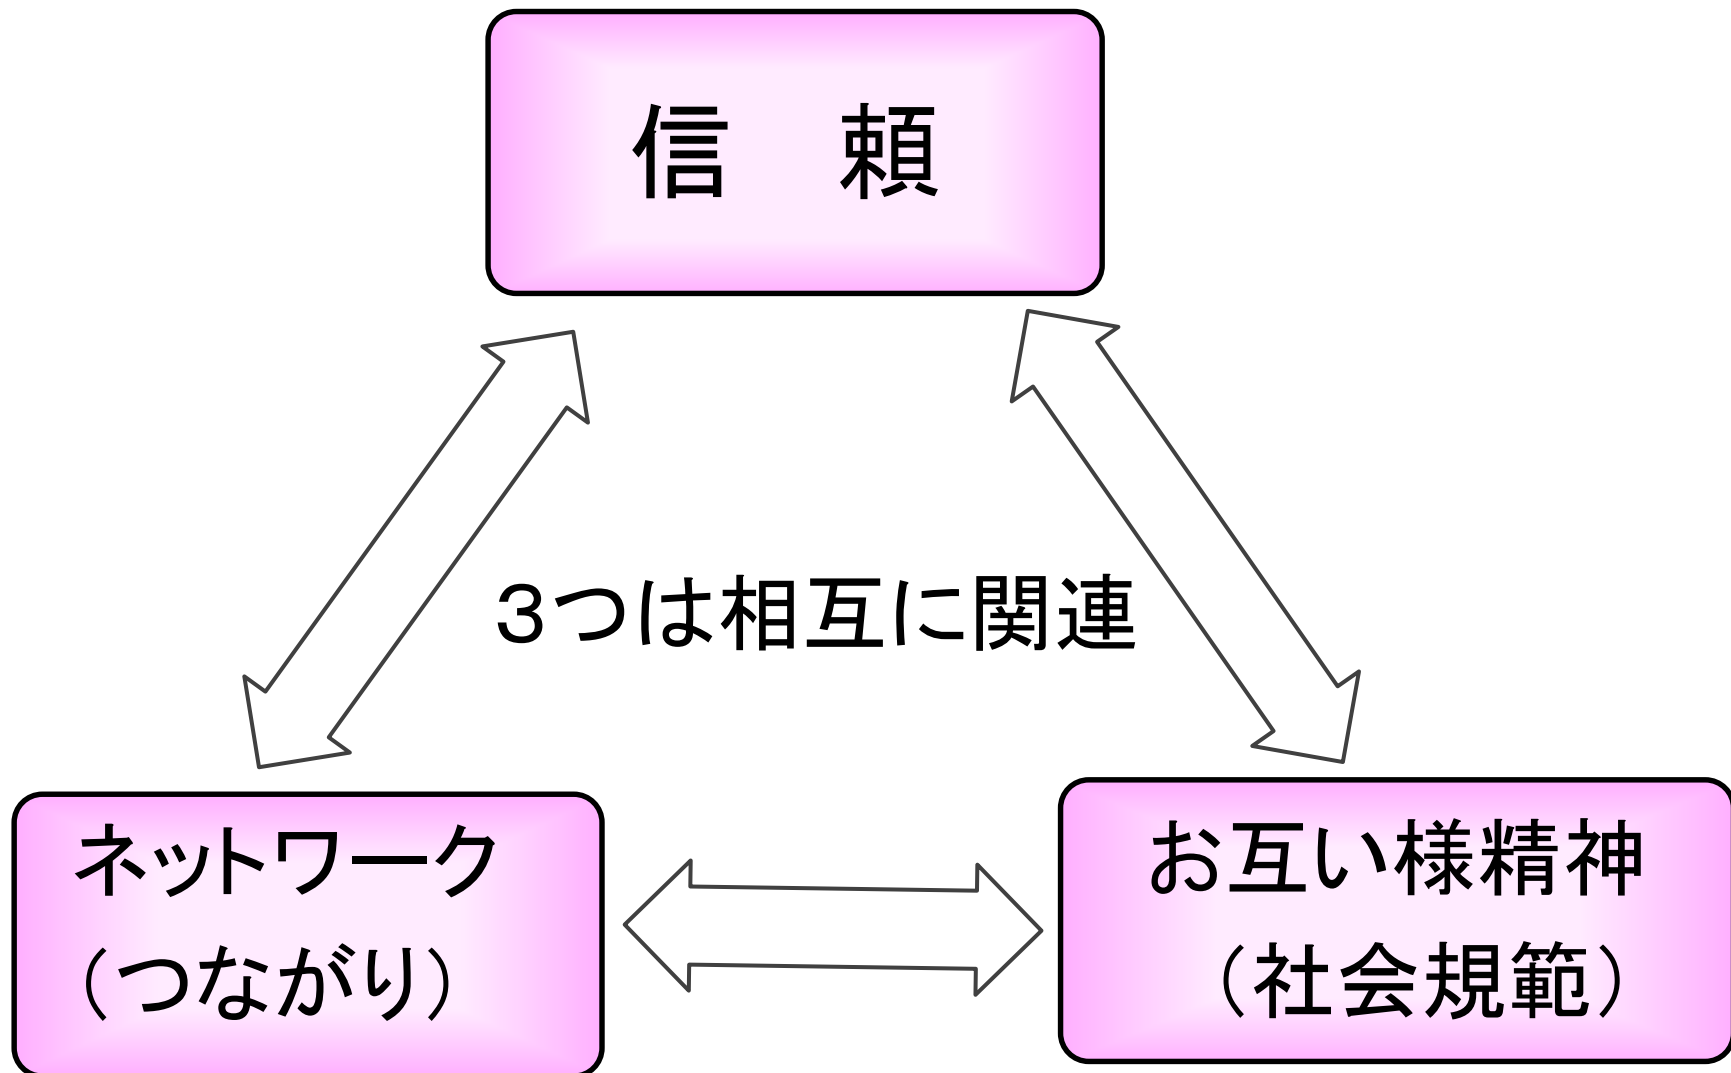 信　頼
３つは相互に関連
ネットワーク
（つながり）
お互い様精神
（社会規範）